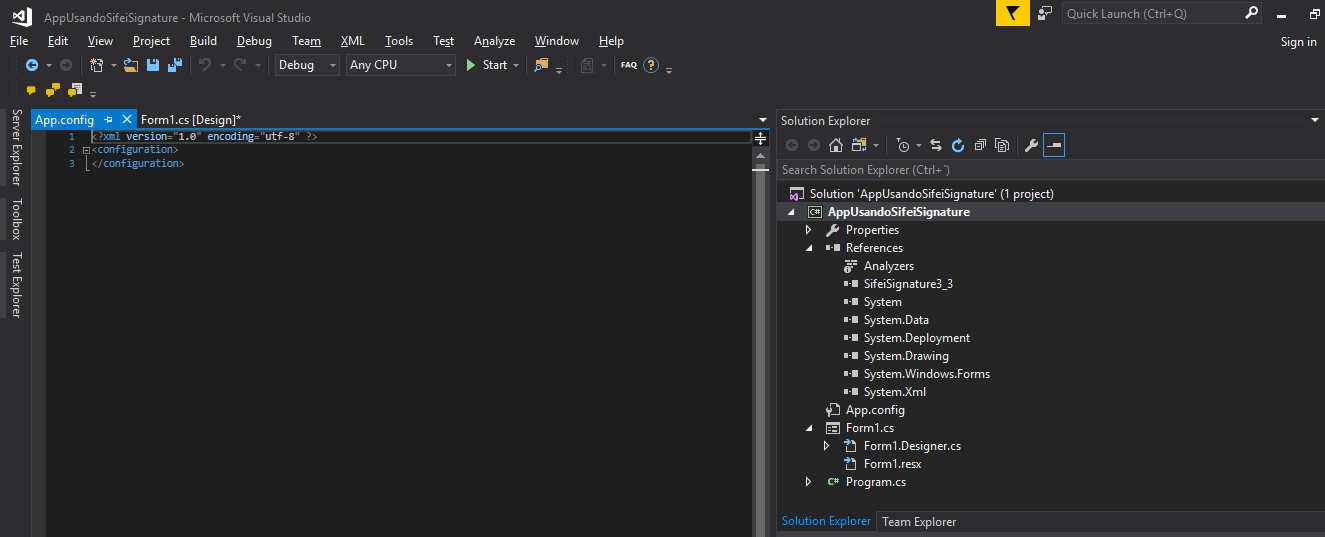 AppUsandoSifeiSignature - Microsoft Visual Studio
Quick Launch (Ctrl+Q)
File Edit View Project Build Debug Team XML Tools Test Analyze Window Help
Sign in
Debug Any CPU Start FAQ
Server Explorer
Toolbox
Test Explorer
App.config Form1.cs [Design]*
1 <?xml version="1.0" encoding="utf-8" ?>
2 <configuration>
3 </configuration>
Solution Explorer
Search Solution Explorer (Ctrl+`)
Solution 'AppUsandoSifeiSignature' (1 project)
C# AppUsandoSifeiSignature
Properties
References
Analyzers
SifeiSignature3_3
System
System.Data
System.Deployment
System.Drawing
System.Windows.Forms
System.Xml
App.config
Form1.cs
Form1.Designer.cs
Form1.resx
C# Program.cs
Solution Explorer Team Explorer